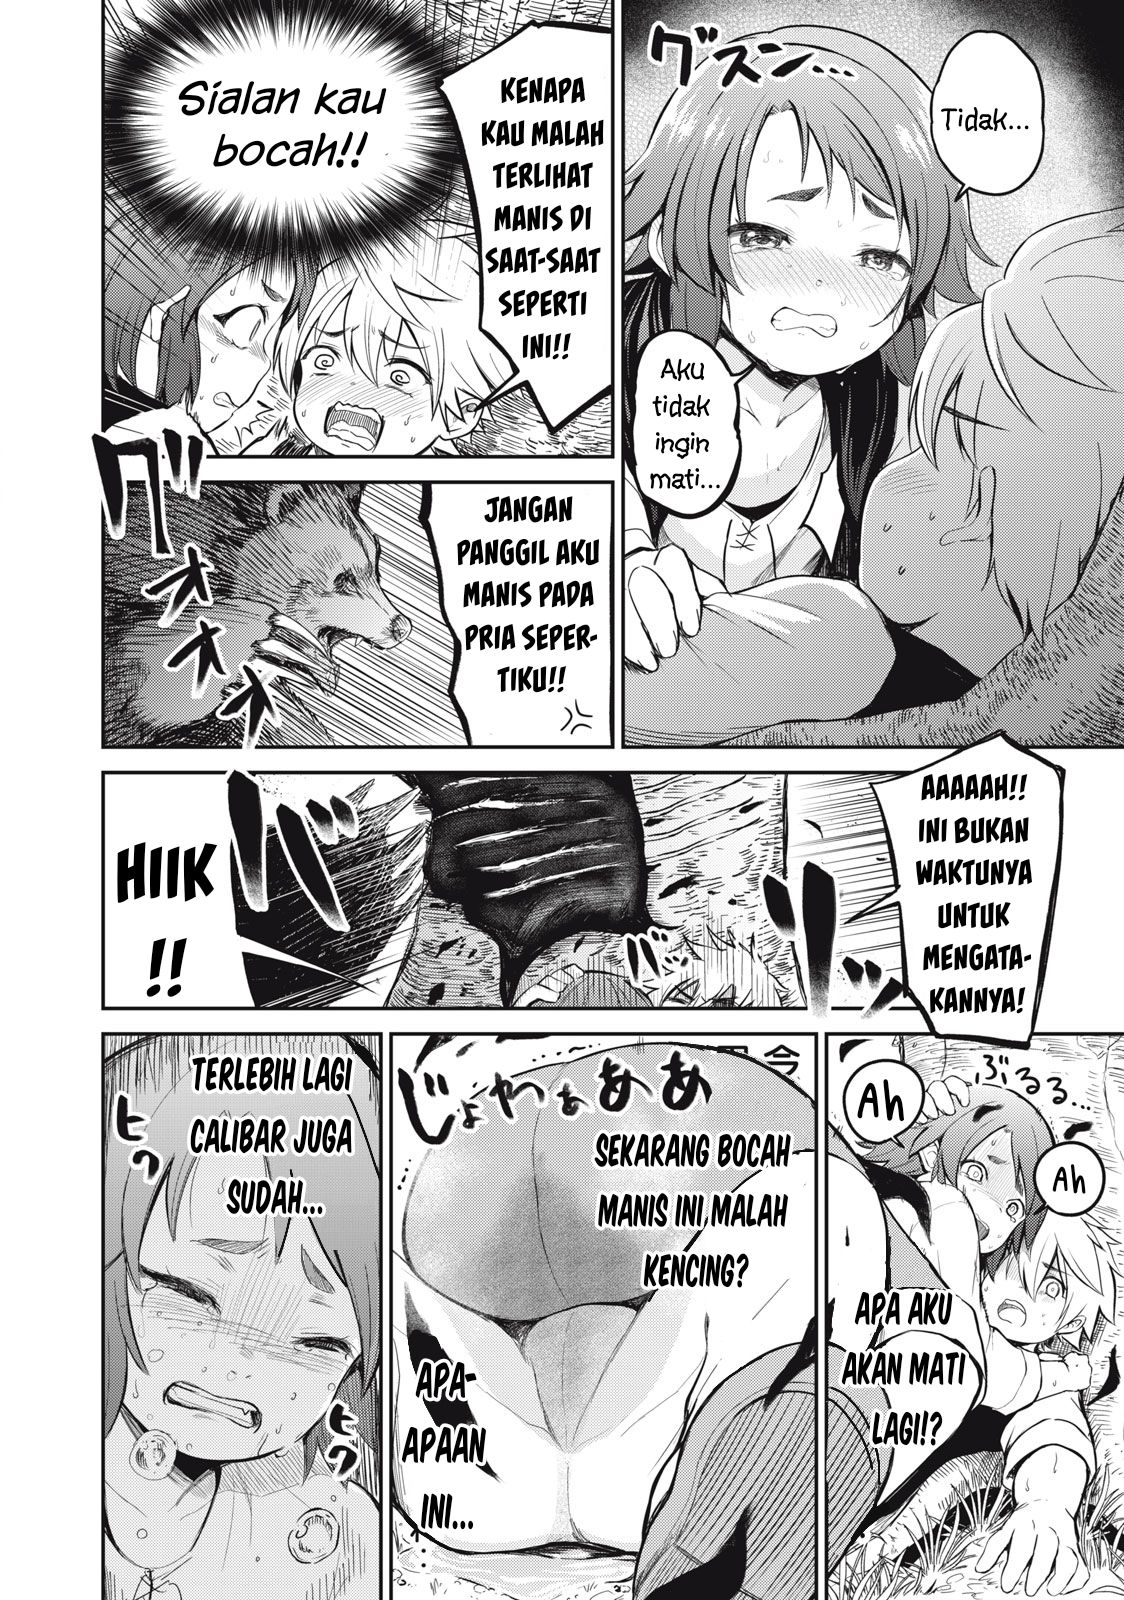 グスン…
Tidak...
Aku
tidak
ingin
mati...
KENAPA
KAU MALAH
TERLIHAT
MANIS DI
SAAT-SAAT
SEPERTI
INI!!
Sialan kau
bocah!!
JANGAN
PANGGIL AKU
MANIS PADA
PRIA SEPER-
TIKU!!
グオオオ
AAAAAH!!
INI BUKAN
WAKTUNYA
UNTUK
MENGATA-
KANNYA!
HIIK
!!
ぶるる…
Ah
Ah
APA AKU
AKAN MATI
LAGI!?
じょわぁああ
SEKARANG BOCAH
MANIS INI MALAH
KENCING?
APA-
APAAN
INI...
TERLEBIH LAGI
CALIBAR JUGA
SUDAH...
ヒク
ヒク